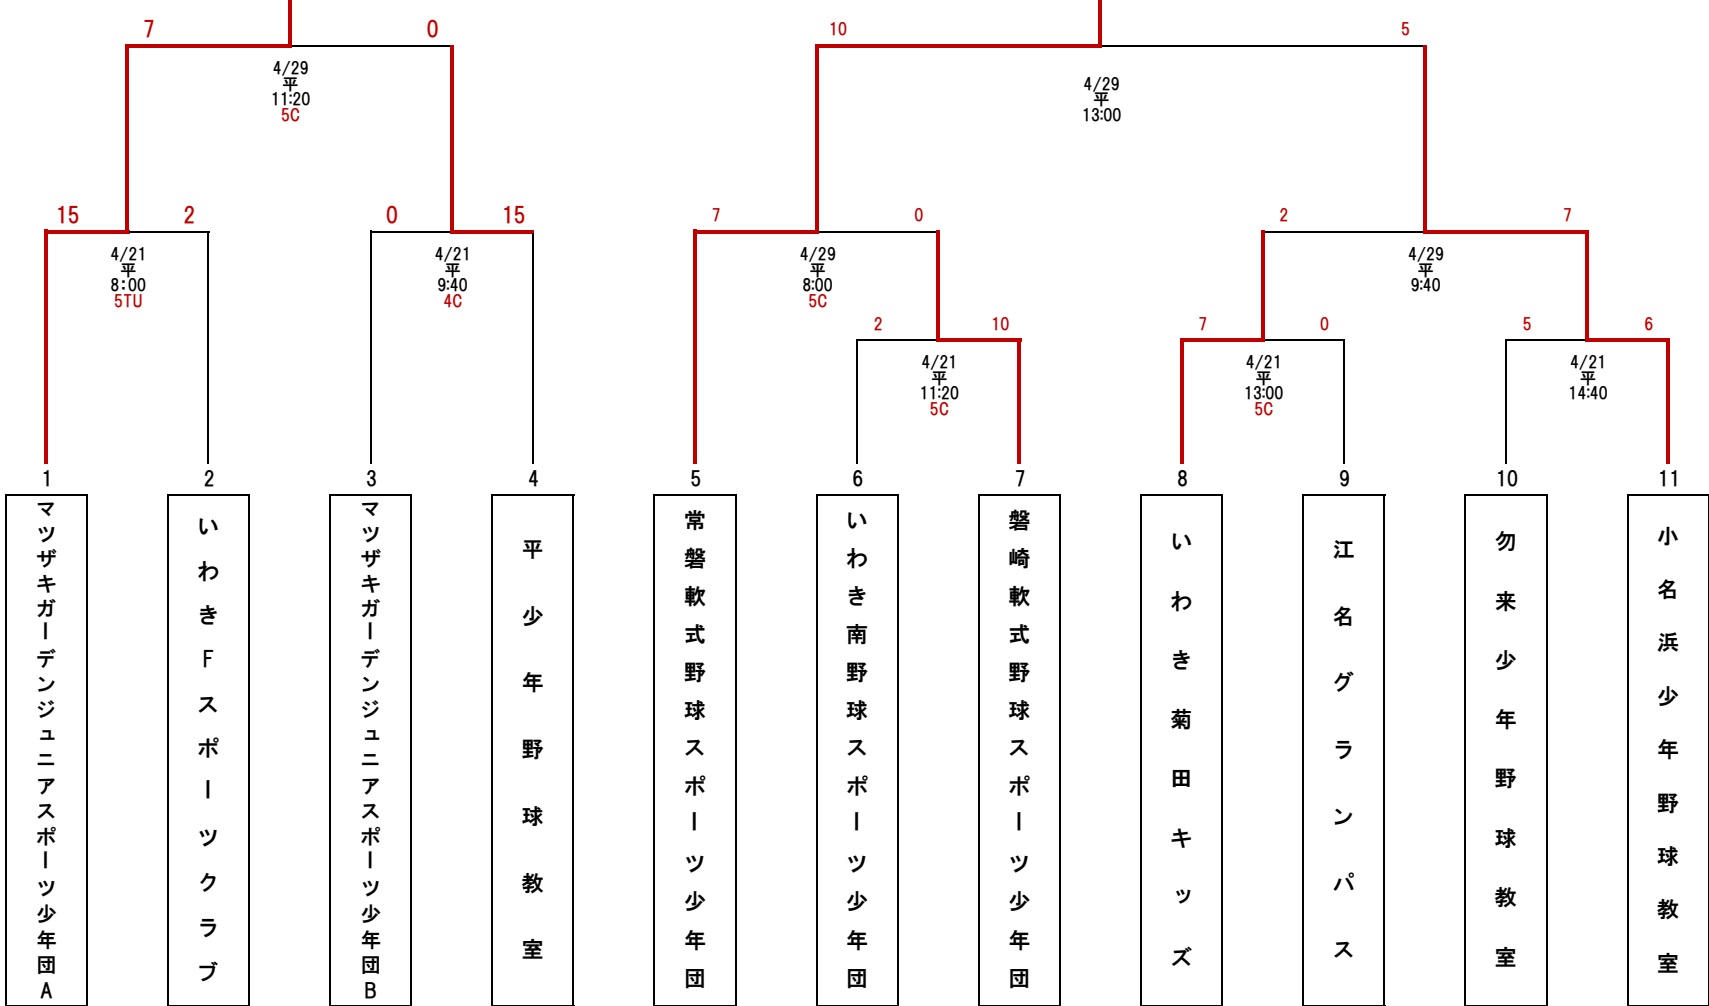 7 0 10 5
4/29
平
11:20
5C
4/29
平
13:00
15 2 0 15 7 0 2 7
4/21
平
8:00
5TU
4/21
平
9:40
4C
4/29
平
8:00
5C
4/29
平
9:40
2 10 7 0 5 6
4/21
平
11:20
5C
4/21
平
13:00
5C
4/21
平
14:40
1 2 3 4 5 6 7 8 9 10 11
マツザキガーデンジュニアスポーツ少年団A
いわきFスポーツクラブ
マツザキガーデンジュニアスポーツ少年団B
平少年野球教室
常磐軟式野球スポーツ少年団
いわき南野球スポーツ少年団
磐崎軟式野球スポーツ少年団
いわき菊田キッズ
江名グランパス
勿来少年野球教室
小名浜少年野球教室